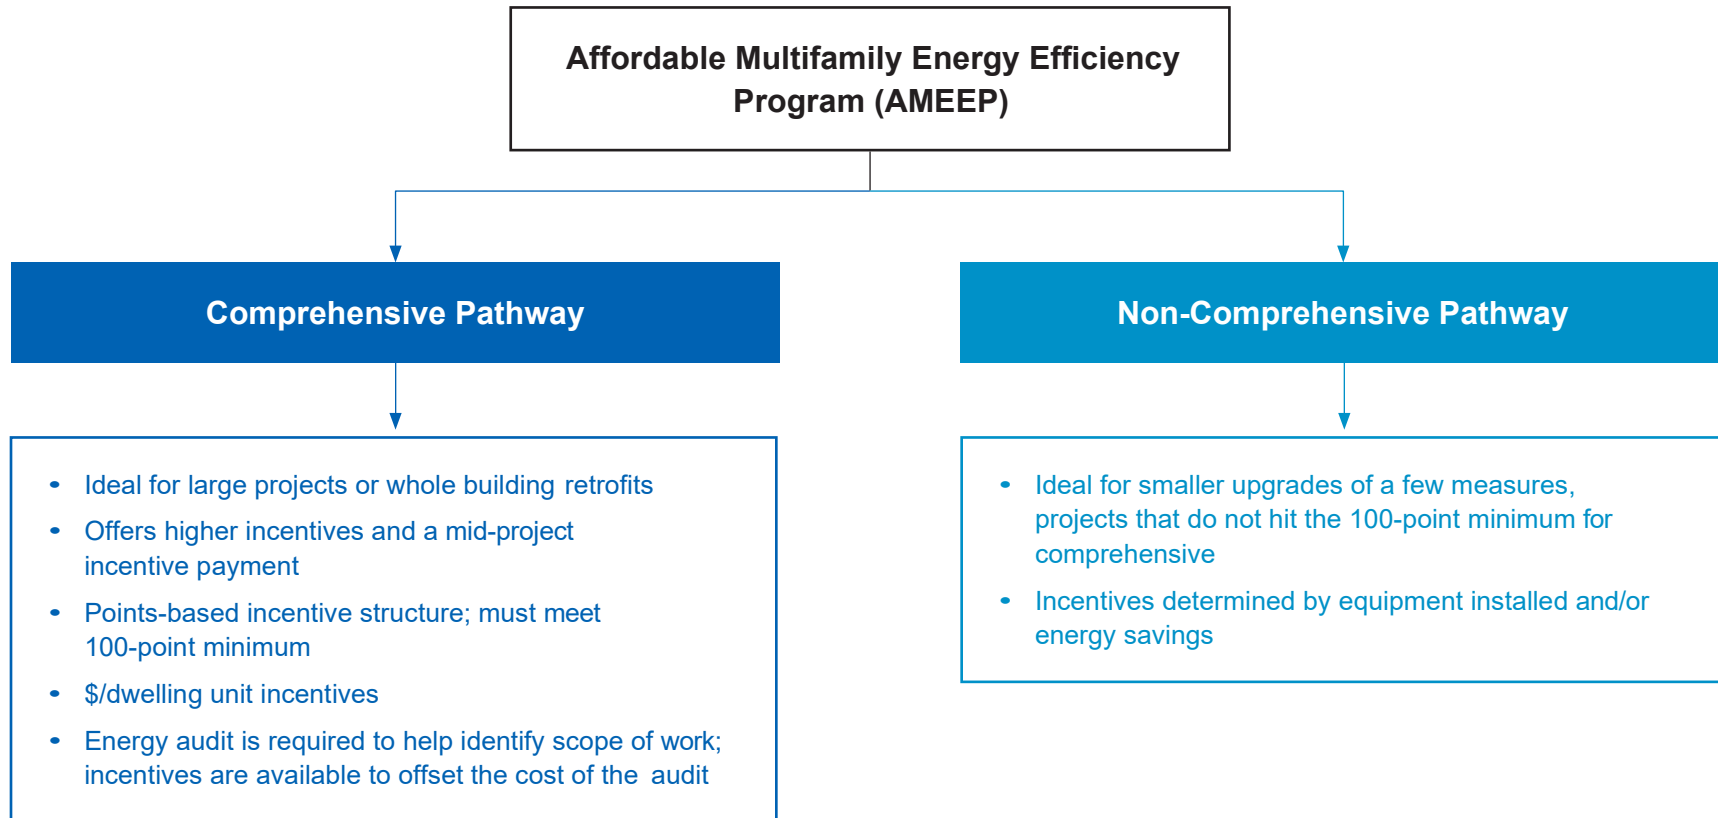 Affordable Multifamily Energy Efficiency
Program (AMEEP)
Comprehensive Pathway
• Ideal for large projects or whole building retrofits
• Offers higher incentives and a mid-project
incentive payment
• Points-based incentive structure; must meet
100-point minimum
• $/dwelling unit incentives
• Energy audit is required to help identify scope of work;
incentives are available to offset the cost of the audit
Non-Comprehensive Pathway
• Ideal for smaller upgrades of a few measures,
projects that do not hit the 100-point minimum for
comprehensive
• Incentives determined by equipment installed and/or
energy savings